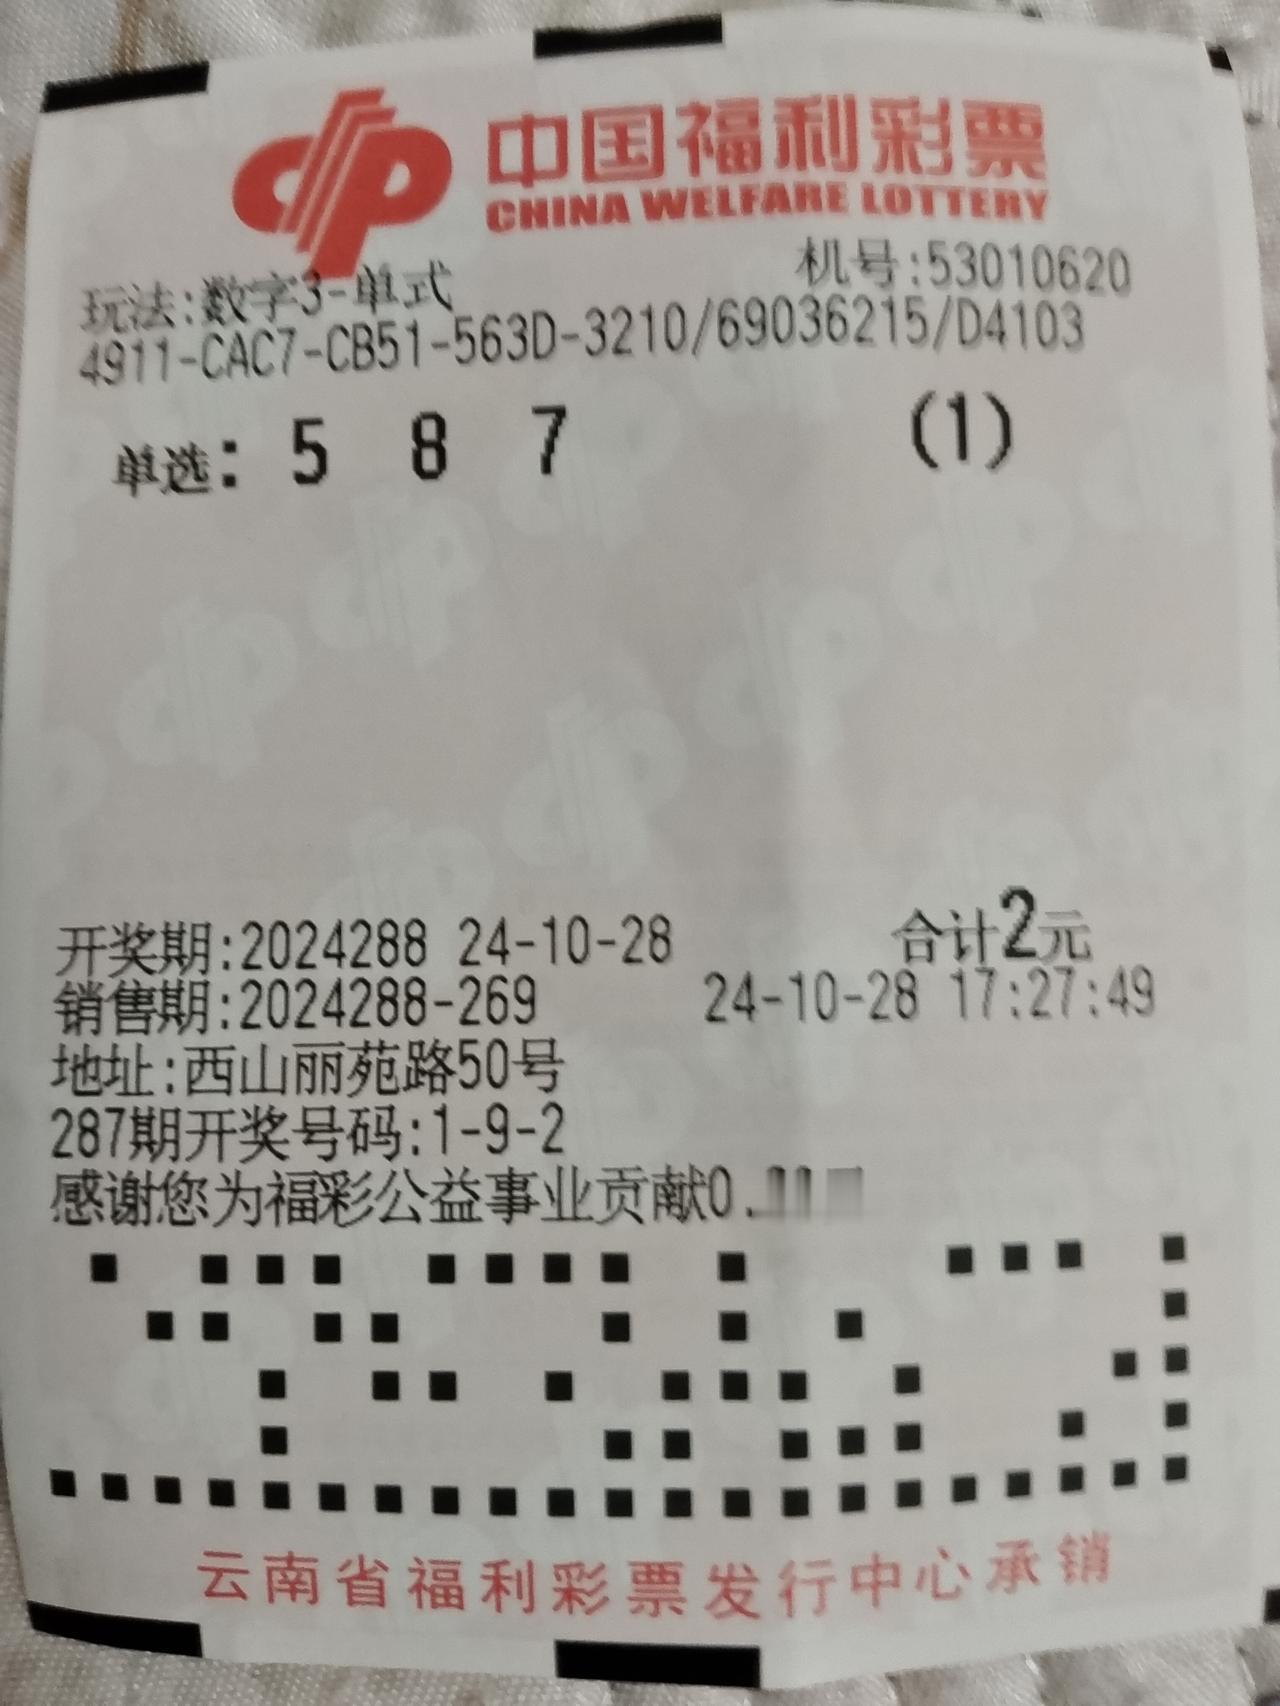 中国福利彩票
CHINA WELFARE LOTTERY
玩法:数字3-单式 机号:53010620
4911-CAC7-CB51-563D-3210/69036215/D4103
单选: 5 8 7 (1)
开奖期:2024288 24-10-28 合计2元
销售期:2024288-269 24-10-28 17:27:49
地址:西山丽苑路50号
287期开奖号码:1-9-2
感谢您为福彩公益事业贡献0.
云南省福利彩票发行中心承销